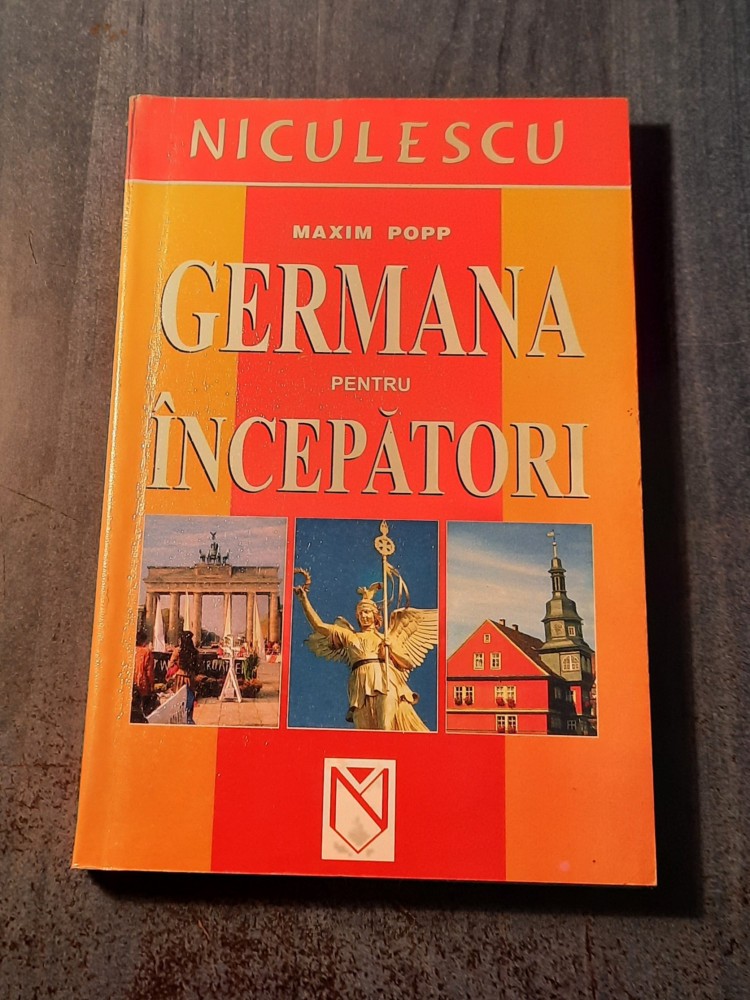 NICULESCU
MAXIM POPP
GERMANA
PENTRU
ÎNCEPĂTORI